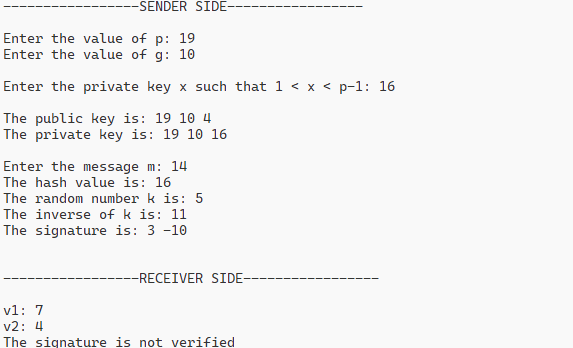 -----------------SENDER SIDE-----------------
Enter the value of p: 19
Enter the value of g: 10
Enter the private key x such that 1 < x < p-1: 16
The public key is: 19 10 4
The private key is: 19 10 16
Enter the message m: 14
The hash value is: 16
The random number k is: 5
The inverse of k is: 11
The signature is: 3 -10
-----------------RECEIVER SIDE-----------------
v1: 7
v2: 4
The signature is not verified